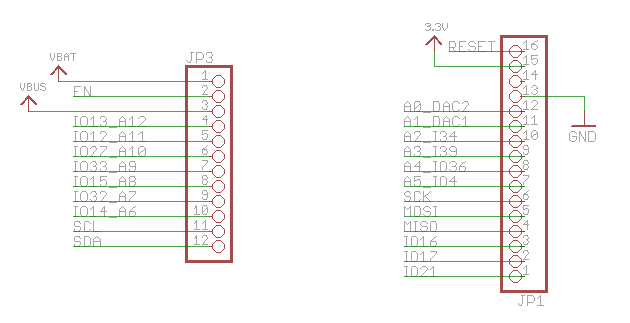 VBAT
VBUS
JP3
1
EN 2
3
IO13_A12 4
IO12_A11 5
IO27_A10 6
IO33_A9 7
IO15_A8 8
IO32_A7 9
IO14_A6 10
SCL 11
SDA 12
3.3V
RESET 16
15
14
13
GND
A0_DAC2 12
A1_DAC1 11
A2_I34 10
A3_I39 9
A4_IO36 8
A5_IO4 7
SCK 6
MOSI 5
MISO 4
IO16 3
IO17 2
IO21 1
JP1